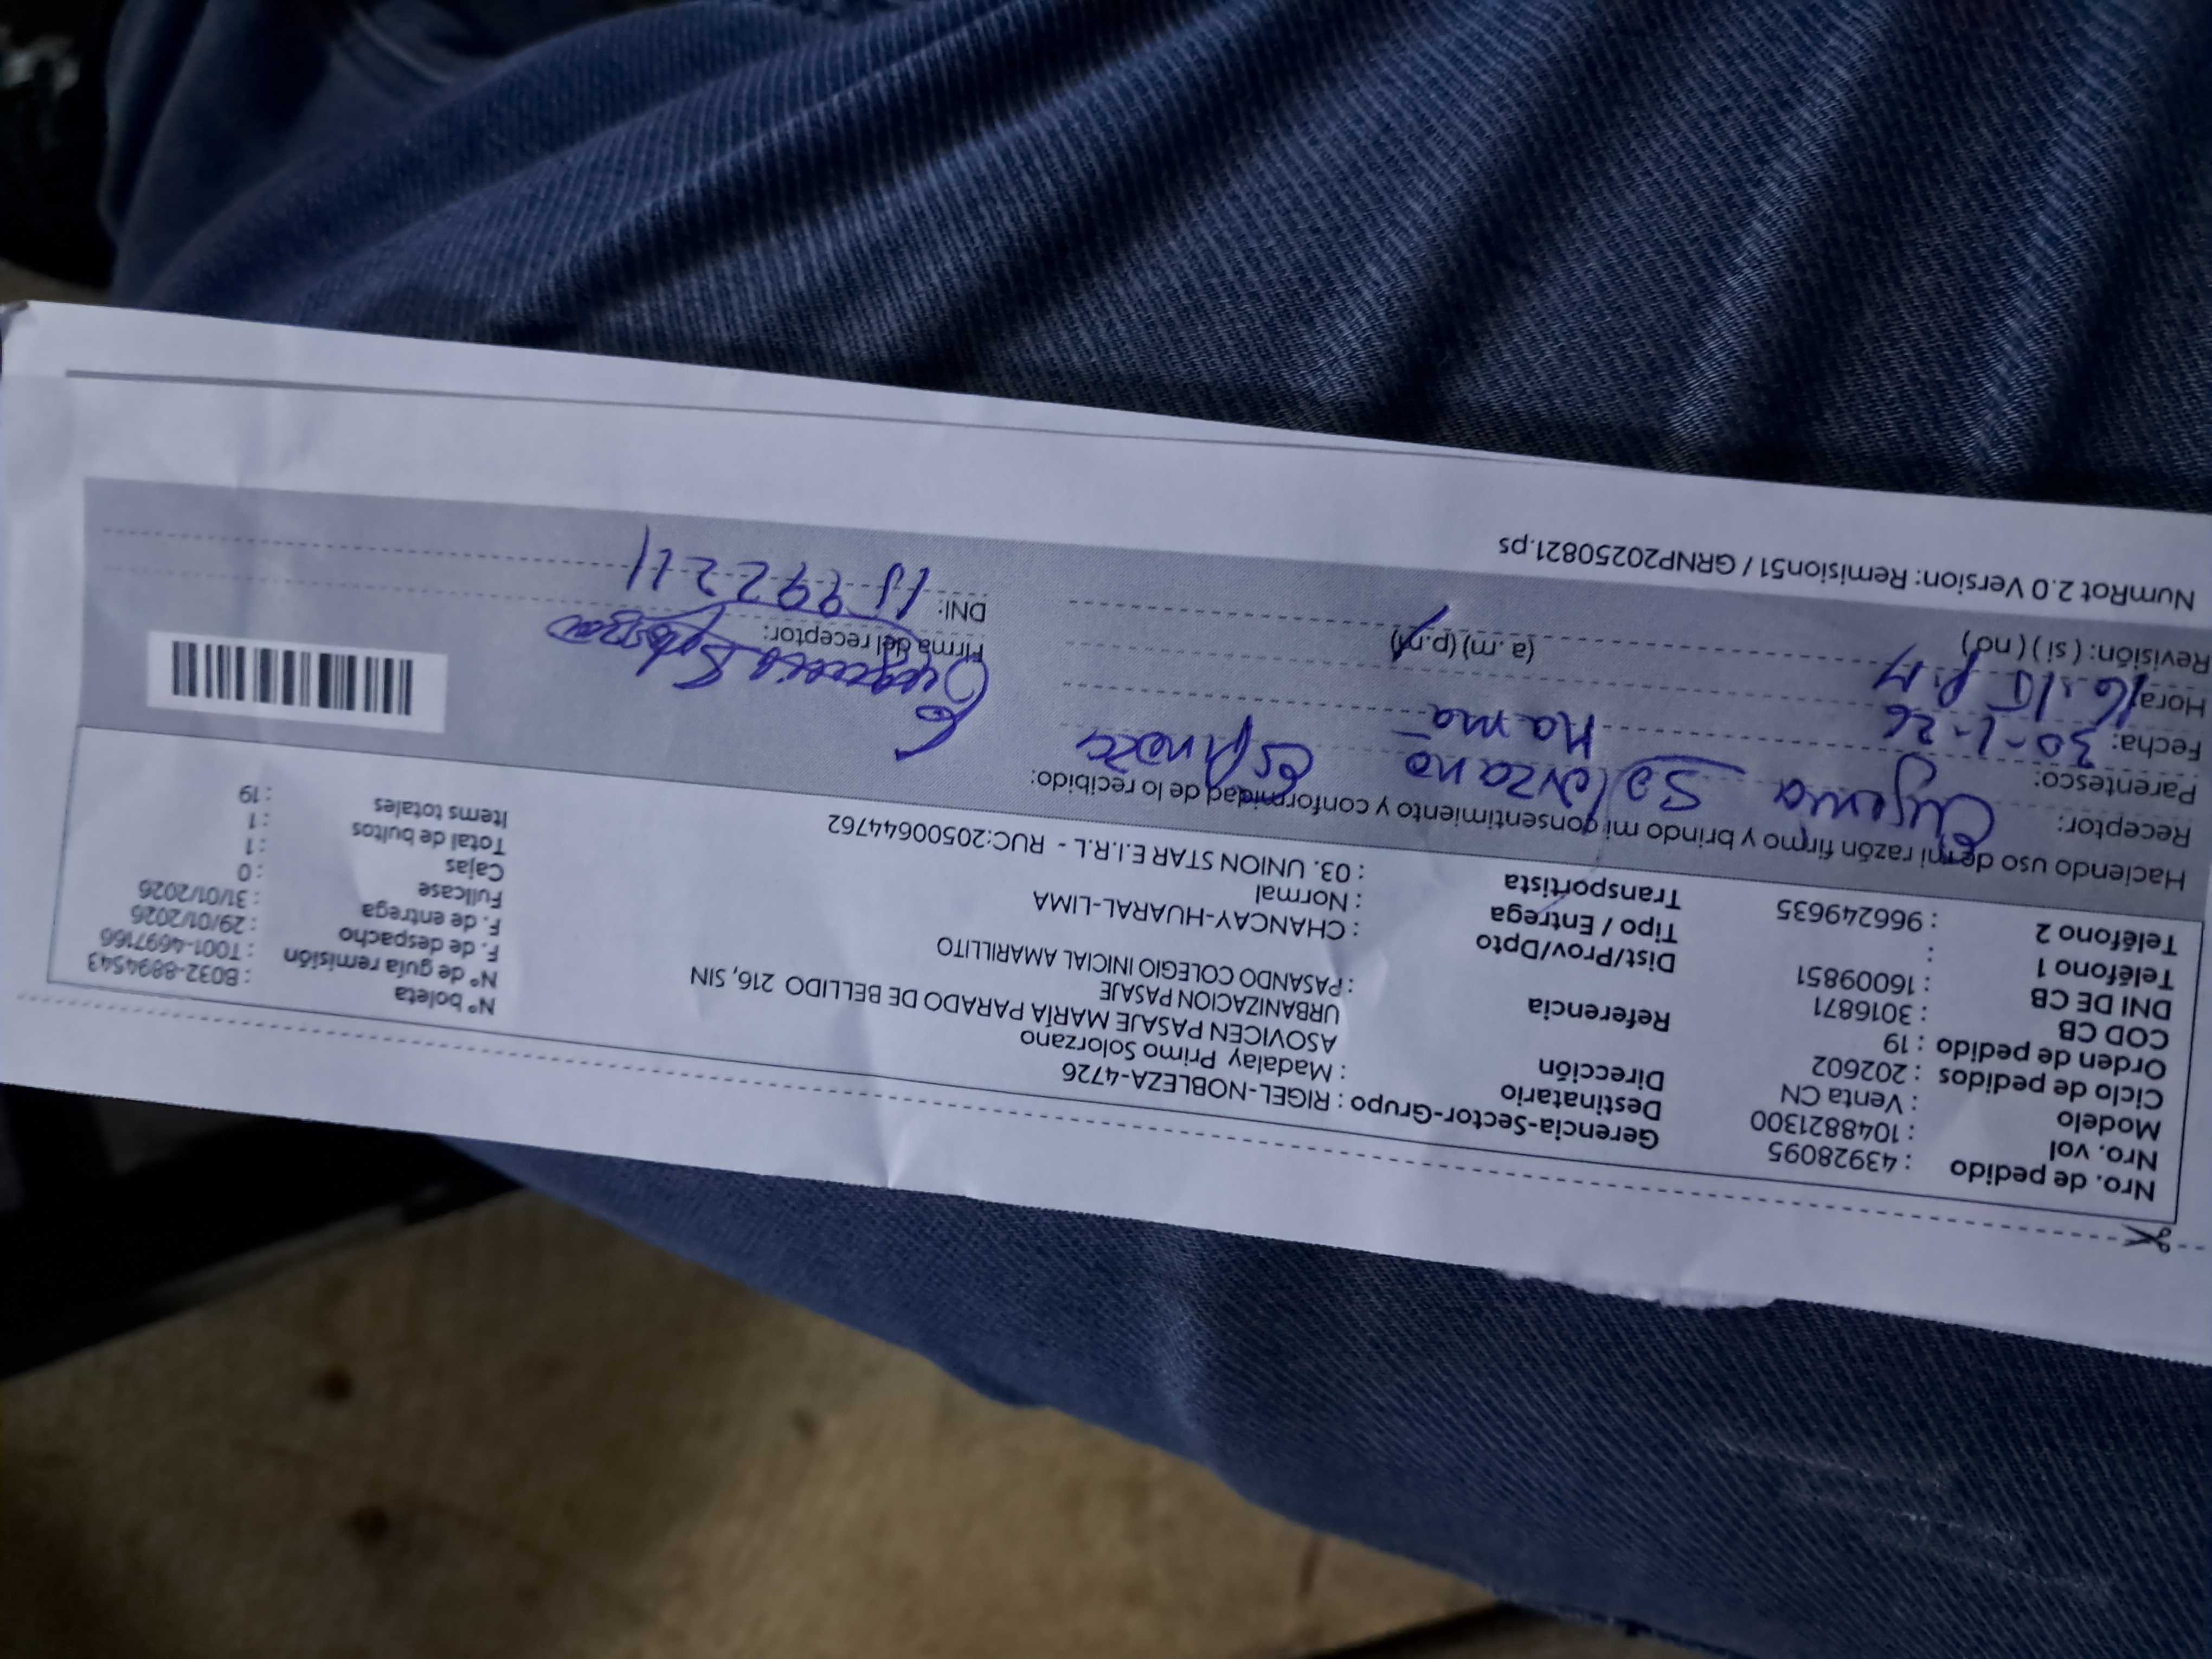 Nro. de pedido : 43928095
Nro. vol : 1048821300
Modelo : Venta CN
Ciclo de pedidos : 202602
Orden de pedido : 19
COD CB : 3016871
DNI DE CB : 16009851
Teléfono 1 :
Teléfono 2 : 966249635
Gerencia-Sector-Grupo : RIGEL-NOBLEZA-4726
Destinatario : Madalay Primo Solorzano
Dirección ASOVICEN PASAJE MARÍA PARADO DE BELLIDO 216, SIN
URBANIZACION PASAJE
Referencia : PASANDO COLEGIO INICIAL AMARILLITO
Dist/Prov/Dpto : CHANCAY-HUARAL-LIMA
Tipo / Entrega : Normal
Transportista : 03. UNION STAR E.I.R.L - RUC:20500644762
N° boleta : B032-8894543
N° de guía remisión : T001-4697166
F. de despacho : 29/01/2026
F. de entrega : 31/01/2026
Fullcase : 0
Cajas : 1
Total de bultos : 1
Items totales : 19
Haciendo uso de mi razón firmo y brindo mi consentimiento y conformidad de lo recibido:
Receptor: Eugenia Solorzano
Parentesco: Mama
Fecha: 30-1-26
Hora: 16:10 P.M (a. m) (p.m)
Revisión: ( si ) ( no )
Firma del receptor:
DNI:
NumRot 2.0 Version: Remision51 / GRNP20250821.ps